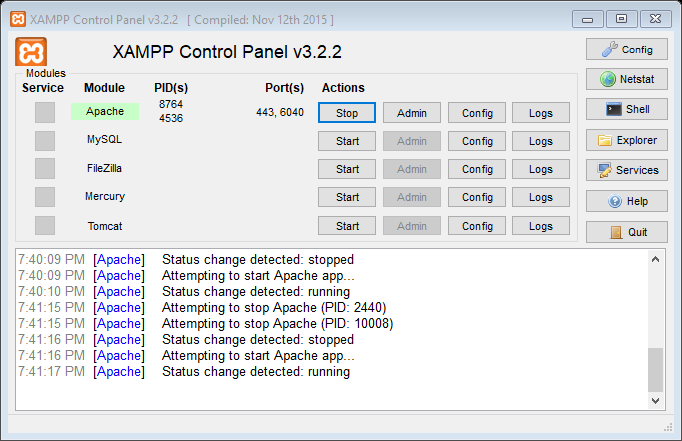 XAMPP Control Panel v3.2.2 [ Compiled: Nov 12th 2015 ]
XAMPP Control Panel v3.2.2
Config
Modules
Service Module PID(s) Port(s) Actions
Netstat
Apache 8764 4536 443, 6040 Stop Admin Config Logs
Shell
MySQL Start Admin Config Logs
Explorer
FileZilla Start Admin Config Logs
Services
Mercury Start Admin Config Logs
Help
Tomcat Start Admin Config Logs
Quit
7:40:09 PM [Apache] Status change detected: stopped
7:40:09 PM [Apache] Attempting to start Apache app...
7:40:10 PM [Apache] Status change detected: running
7:41:15 PM [Apache] Attempting to stop Apache (PID: 2440)
7:41:15 PM [Apache] Attempting to stop Apache (PID: 10008)
7:41:16 PM [Apache] Status change detected: stopped
7:41:16 PM [Apache] Attempting to start Apache app...
7:41:17 PM [Apache] Status change detected: running